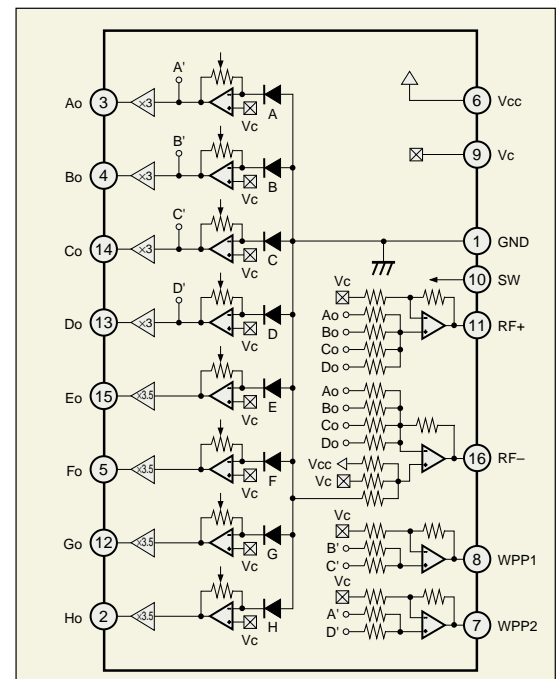 A'
Ao 3 ×3 A Vc
6 Vcc
B'
Bo 4 ×3 B Vc
9 Vc
C'
Co 14 ×3 C Vc
1 GND
10 SW
D'
Do 13 ×3 D Vc
Vc
Ao
Bo
Co
Do
11 RF+
Eo 15 ×3.5 E Vc
Ao
Bo
Co
Do
Vcc
Vc
16 RF–
Fo 5 ×3.5 F Vc
Go 12 ×3.5 G Vc
Vc
B'
C'
8 WPP1
Ho 2 ×3.5 H Vc
Vc
A'
D'
7 WPP2